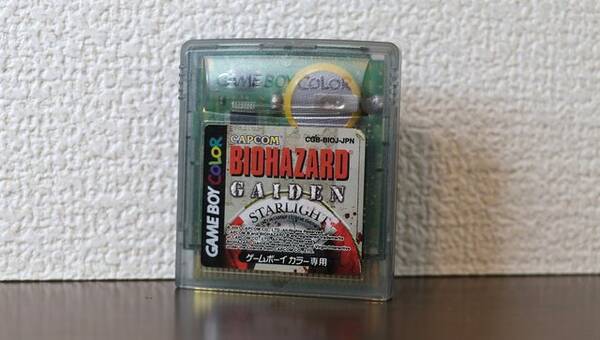 GAME BOY COLOR
GAME BOY COLOR
CAPCOM
CGB-BIOJ-JPN
BIOHAZARD
GAIDEN
STARLIGHT
ゲームボーイカラー専用